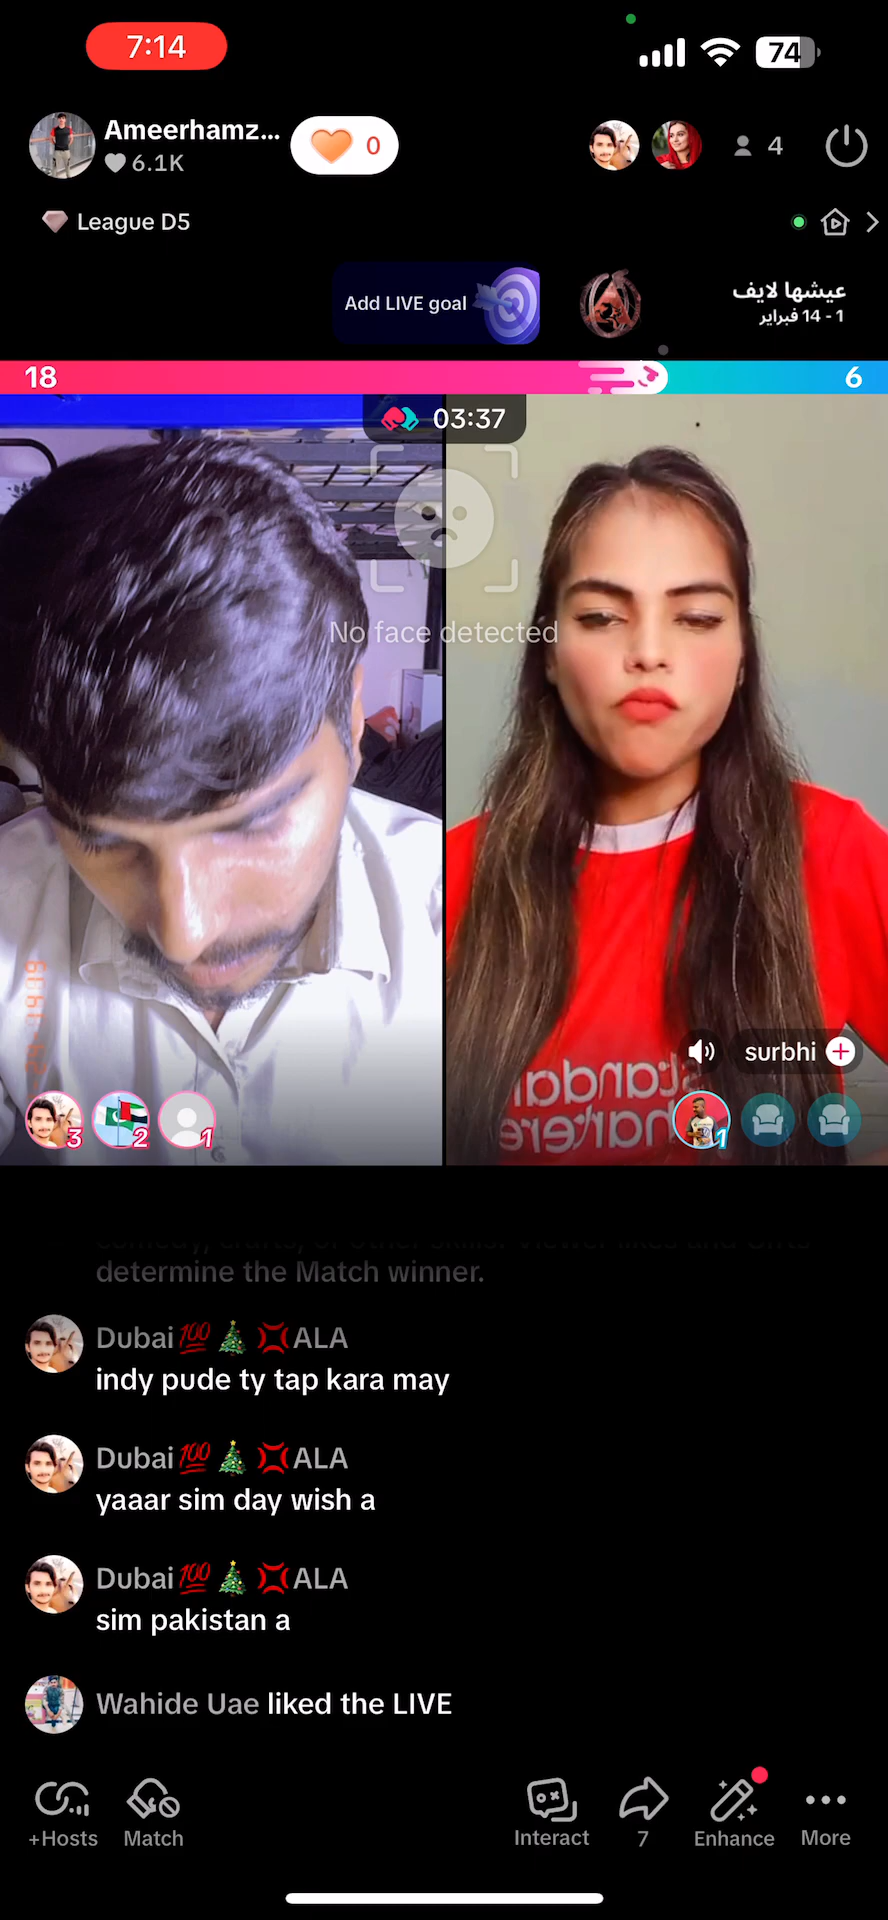 7:14
74
Ameerhamz...
6.1K
0
4
League D5
Add LIVE goal
عيشها لايف
1 - 14 فبراير
18
6
03:37
No face detected
surbhi
3
2
1
1
determine the Match winner.
Dubai💯🎄💢ALA
indy pude ty tap kara may
Dubai💯🎄💢ALA
yaaar sim day wish a
Dubai💯🎄💢ALA
sim pakistan a
Wahide Uae liked the LIVE
+Hosts
Match
Interact
7
Enhance
More